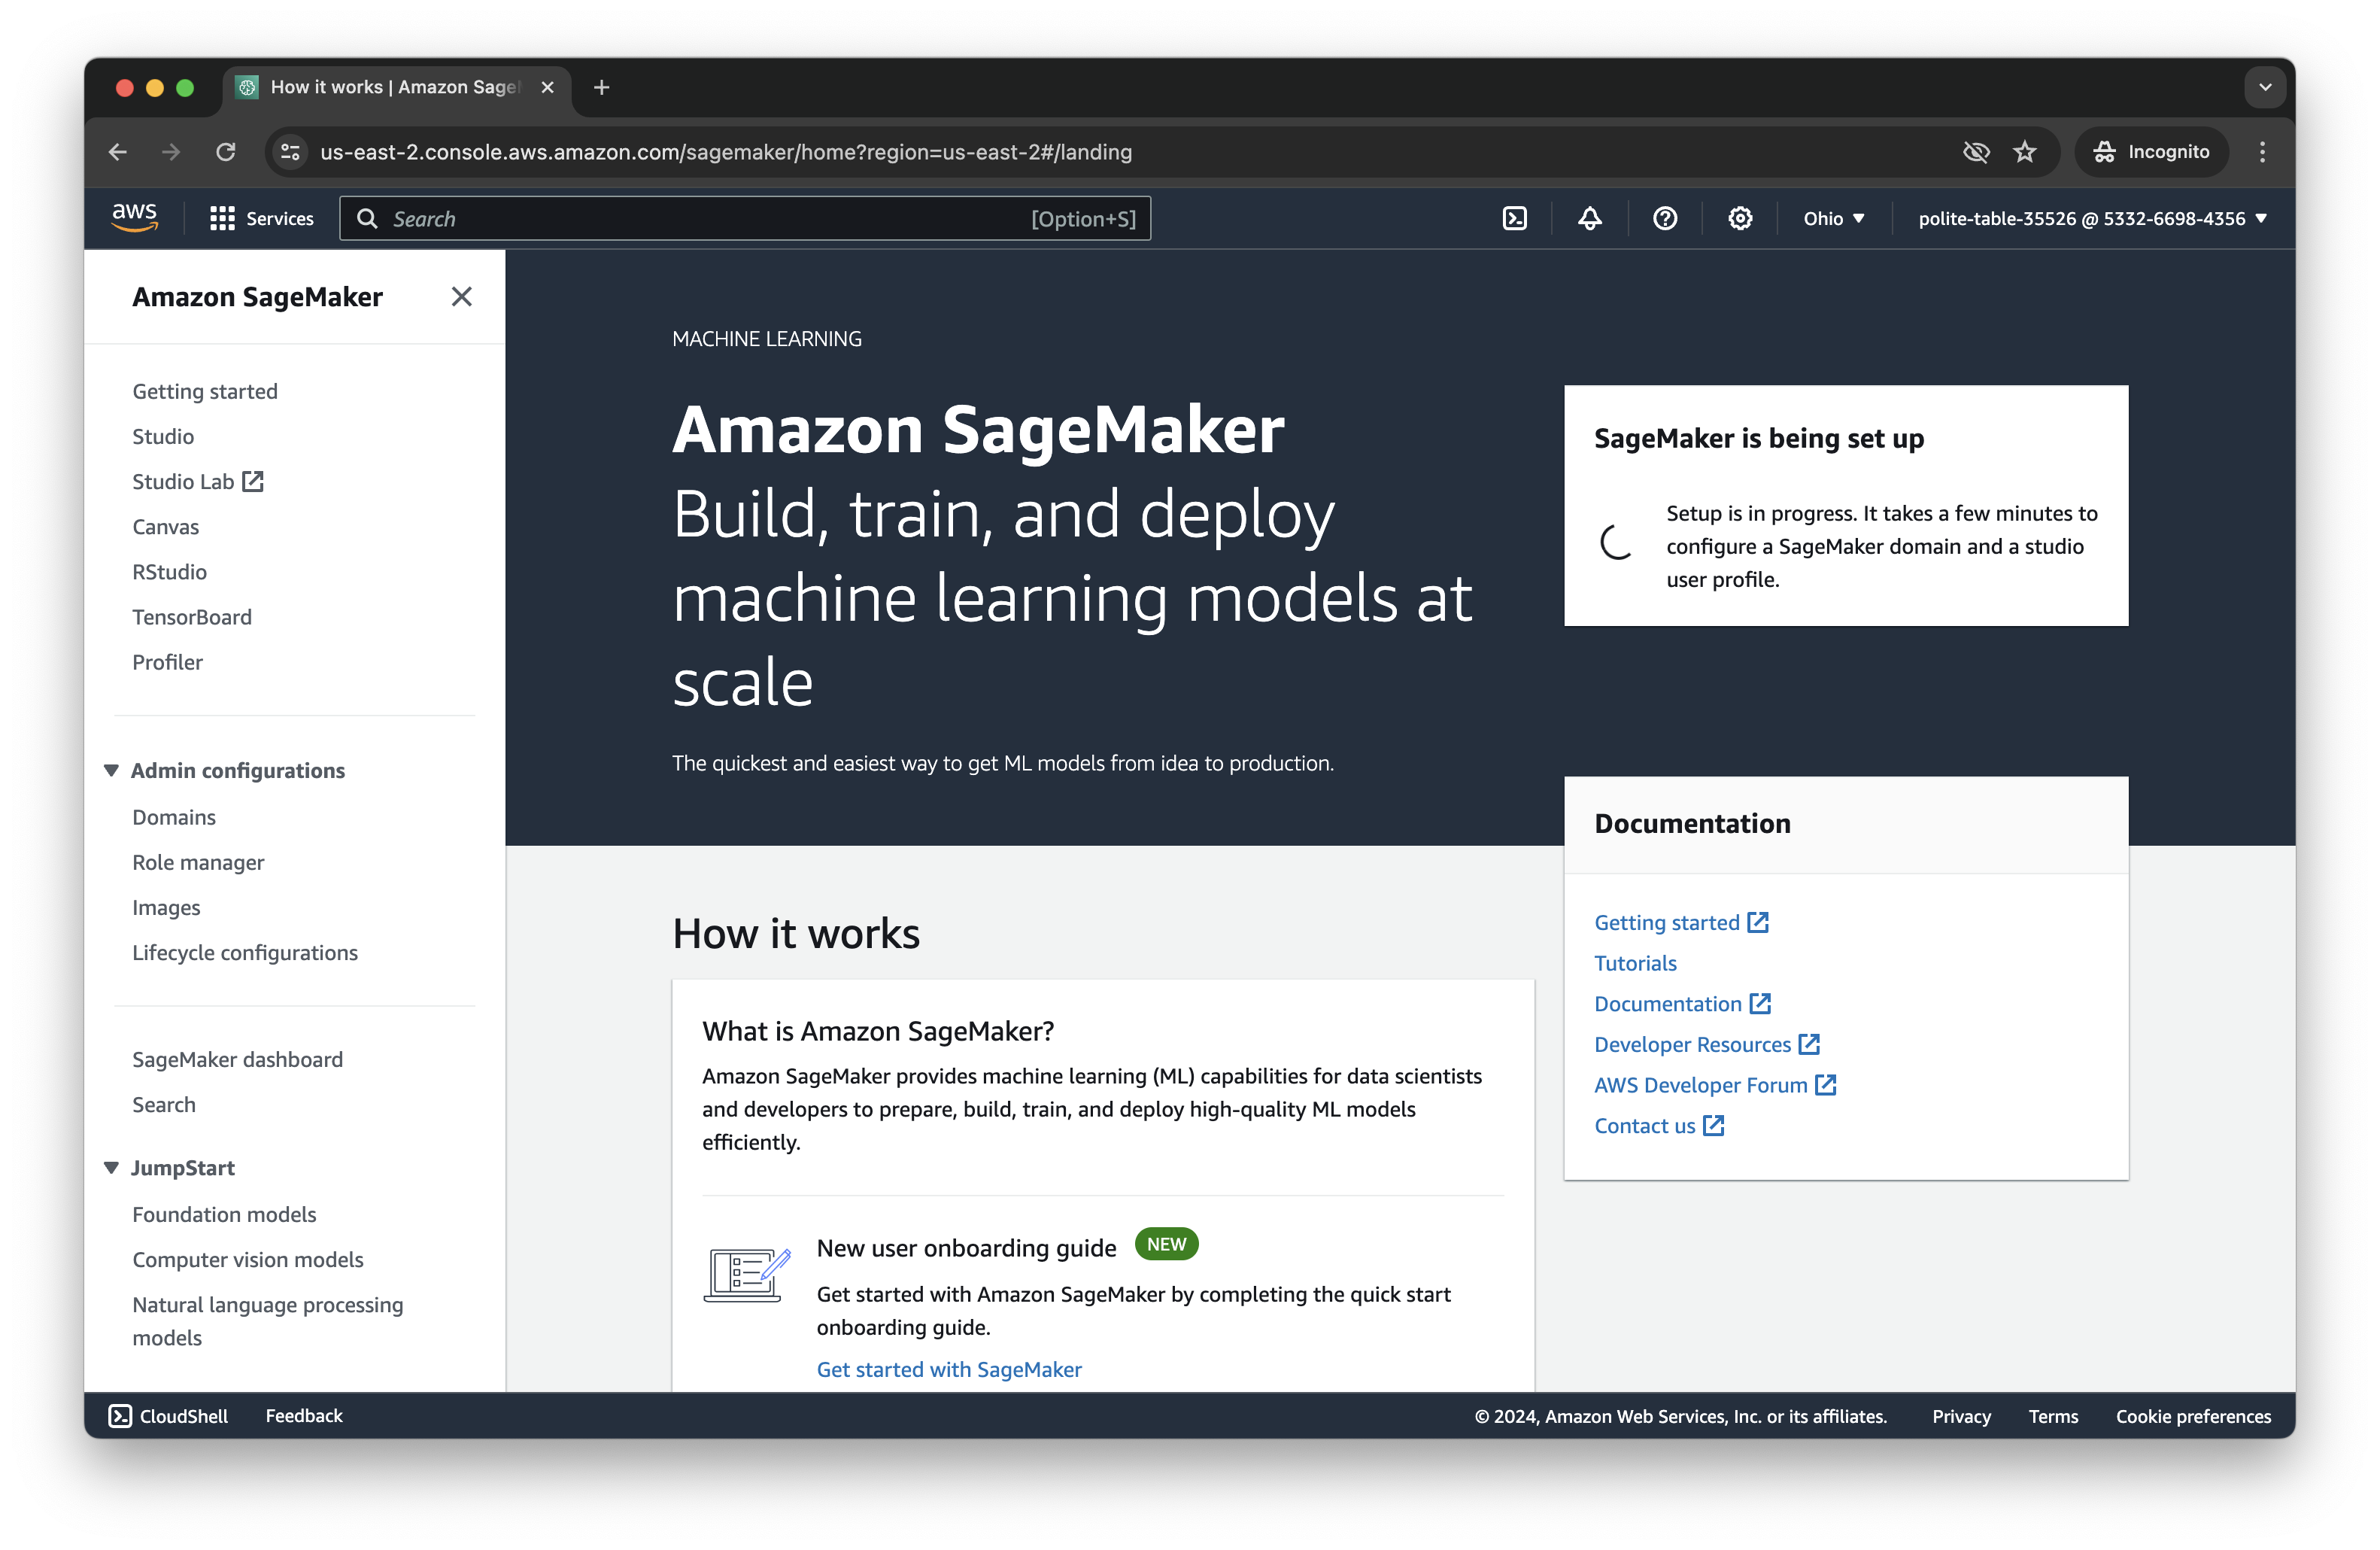 How it works | Amazon Sage
us-east-2.console.aws.amazon.com/sagemaker/home?region=us-east-2#/landing
Incognito
aws
Services
Search
[Option+S]
Ohio
polite-table-35526 @ 5332-6698-4356
Amazon SageMaker
Getting started
Studio
Studio Lab
Canvas
RStudio
TensorBoard
Profiler
Admin configurations
Domains
Role manager
Images
Lifecycle configurations
SageMaker dashboard
Search
JumpStart
Foundation models
Computer vision models
Natural language processing
models
MACHINE LEARNING
Amazon SageMaker
Build, train, and deploy
machine learning models at
scale
The quickest and easiest way to get ML models from idea to production.
SageMaker is being set up
Setup is in progress. It takes a few minutes to
configure a SageMaker domain and a studio
user profile.
How it works
What is Amazon SageMaker?
Amazon SageMaker provides machine learning (ML) capabilities for data scientists
and developers to prepare, build, train, and deploy high-quality ML models
efficiently.
New user onboarding guide NEW
Get started with Amazon SageMaker by completing the quick start
onboarding guide.
Get started with SageMaker
Documentation
Getting started
Tutorials
Documentation
Developer Resources
AWS Developer Forum
Contact us
CloudShell
Feedback
© 2024, Amazon Web Services, Inc. or its affiliates.
Privacy
Terms
Cookie preferences